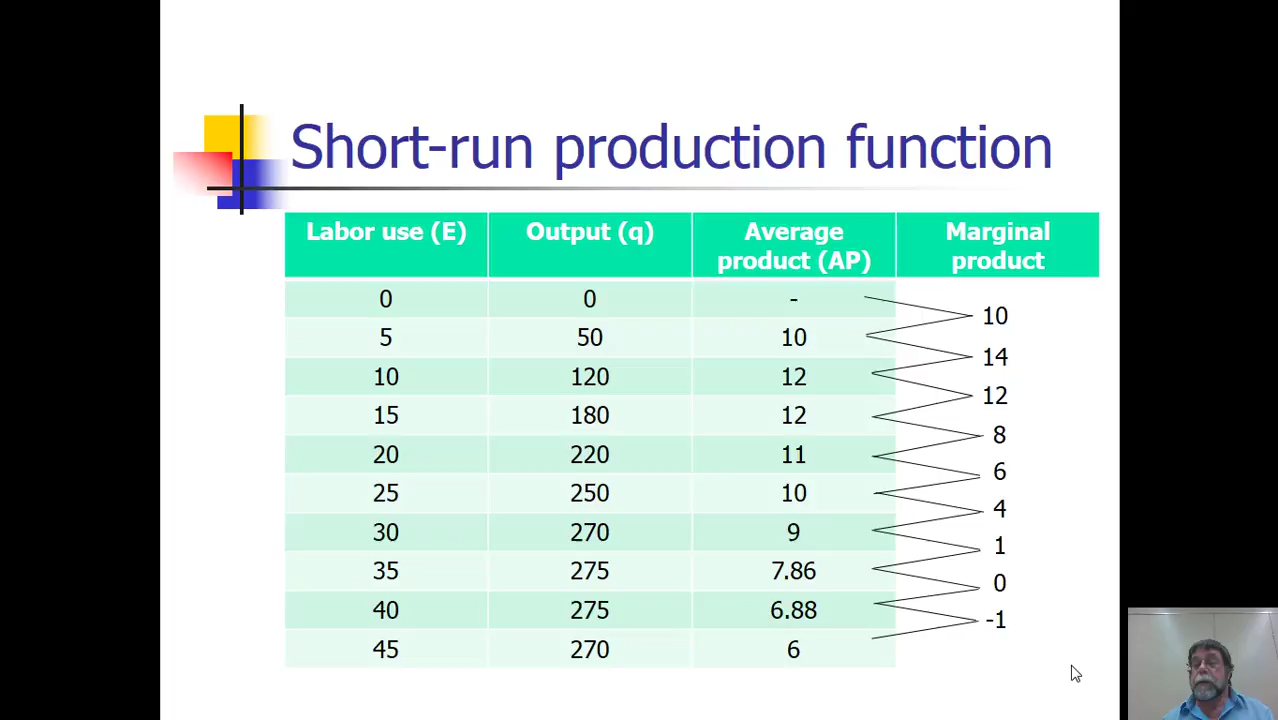 Short-run production function
Labor use (E) Output (q) Average product (AP) Marginal product
0 0 -
10
5 50 10
14
10 120 12
12
15 180 12
8
20 220 11
6
25 250 10
4
30 270 9
1
35 275 7.86
0
40 275 6.88
-1
45 270 6